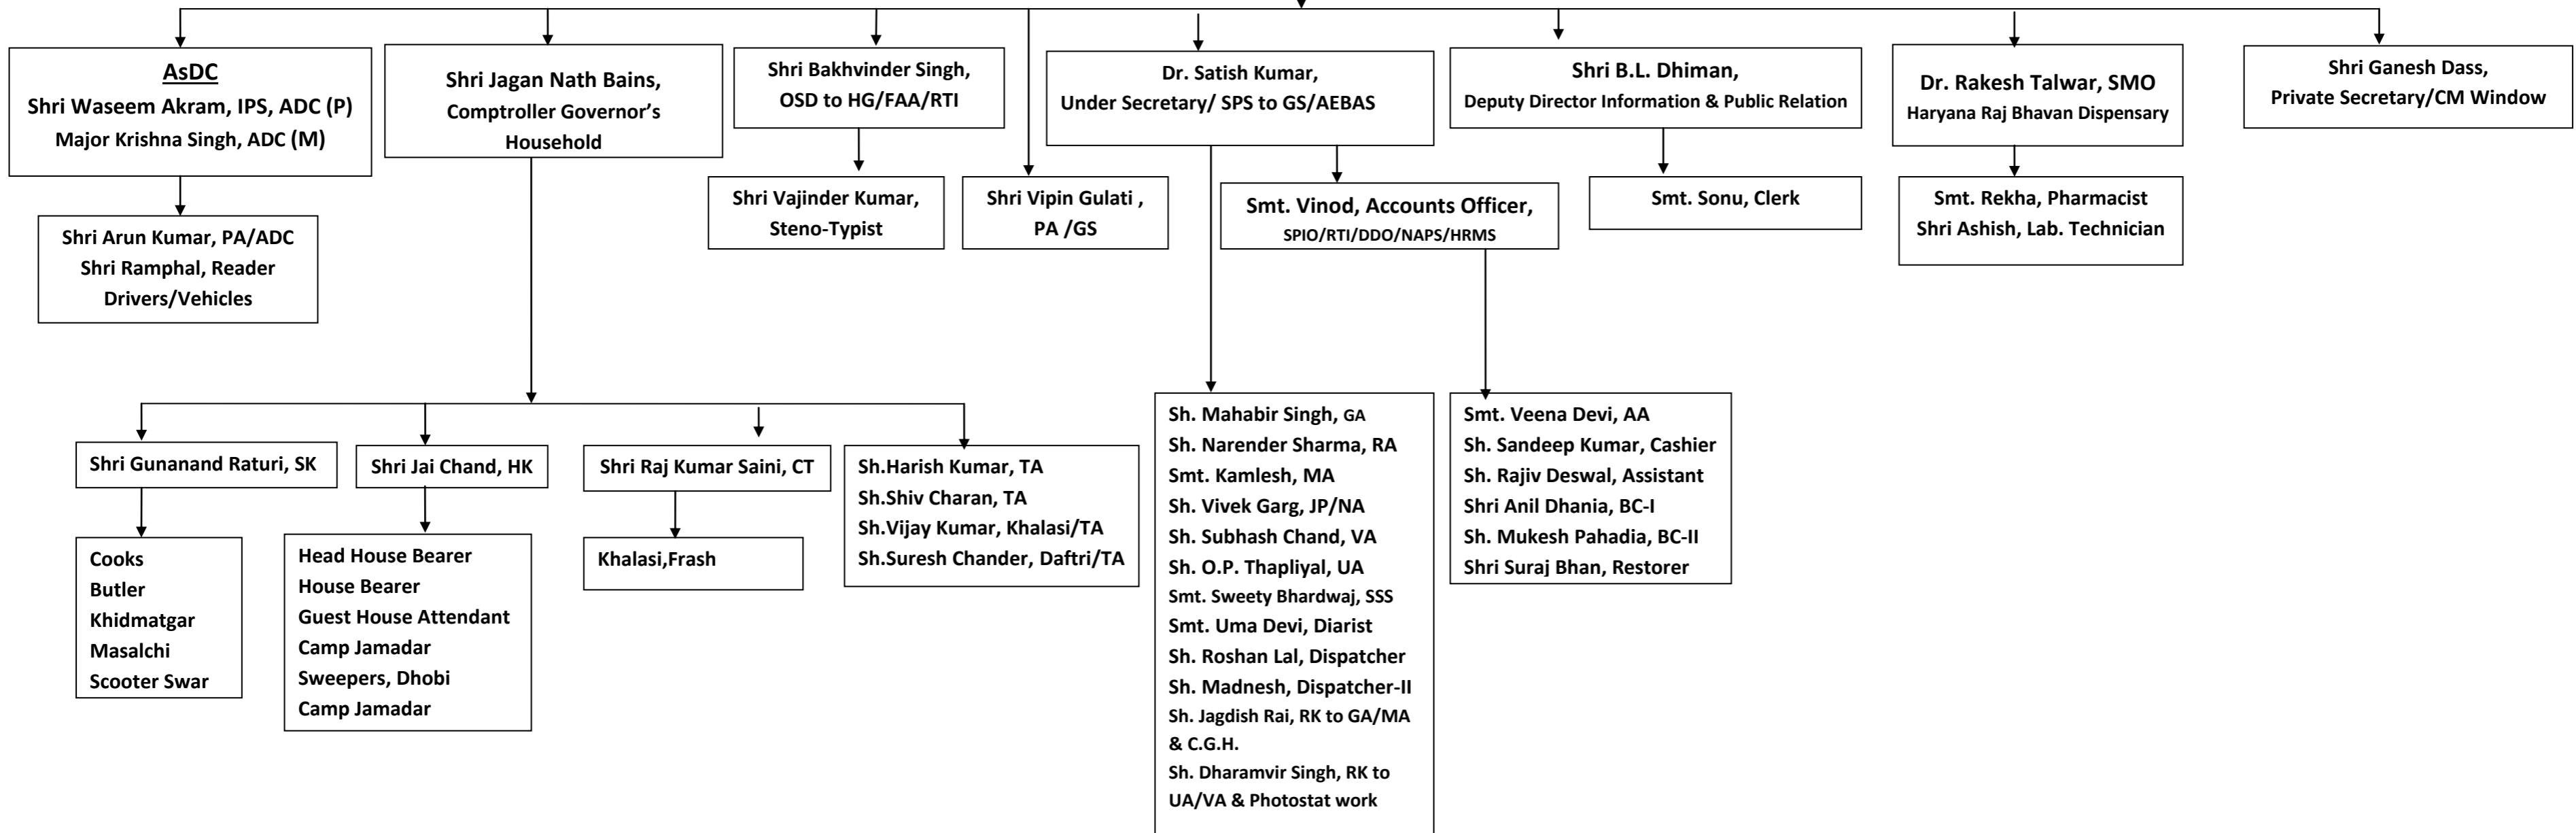 AsDC
Shri Waseem Akram, IPS, ADC (P)
Major Krishna Singh, ADC (M)
Shri Jagan Nath Bains,
Comptroller Governor’s
Household
Shri Bakhvinder Singh,
OSD to HG/FAA/RTI
Dr. Satish Kumar,
Under Secretary/ SPS to GS/AEBAS
Shri B.L. Dhiman,
Deputy Director Information & Public Relation
Dr. Rakesh Talwar, SMO
Haryana Raj Bhavan Dispensary
Shri Ganesh Dass,
Private Secretary/CM Window
Shri Arun Kumar, PA/ADC
Shri Ramphal, Reader
Drivers/Vehicles
Shri Vajinder Kumar,
Steno-Typist
Shri Vipin Gulati ,
PA /GS
Smt. Vinod, Accounts Officer,
SPIO/RTI/DDO/NAPS/HRMS
Smt. Sonu, Clerk
Smt. Rekha, Pharmacist
Shri Ashish, Lab. Technician
Shri Gunanand Raturi, SK
Shri Jai Chand, HK
Shri Raj Kumar Saini, CT
Sh.Harish Kumar, TA
Sh.Shiv Charan, TA
Sh.Vijay Kumar, Khalasi/TA
Sh.Suresh Chander, Daftri/TA
Cooks
Butler
Khidmatgar
Masalchi
Scooter Swar
Head House Bearer
House Bearer
Guest House Attendant
Camp Jamadar
Sweepers, Dhobi
Camp Jamadar
Khalasi,Frash
Sh. Mahabir Singh, GA
Sh. Narender Sharma, RA
Smt. Kamlesh, MA
Sh. Vivek Garg, JP/NA
Sh. Subhash Chand, VA
Sh. O.P. Thapliyal, UA
Smt. Sweety Bhardwaj, SSS
Smt. Uma Devi, Diarist
Sh. Roshan Lal, Dispatcher
Sh. Madnesh, Dispatcher-II
Sh. Jagdish Rai, RK to GA/MA
& C.G.H.
Sh. Dharamvir Singh, RK to
UA/VA & Photostat work
Smt. Veena Devi, AA
Sh. Sandeep Kumar, Cashier
Sh. Rajiv Deswal, Assistant
Shri Anil Dhania, BC-I
Sh. Mukesh Pahadia, BC-II
Shri Suraj Bhan, Restorer